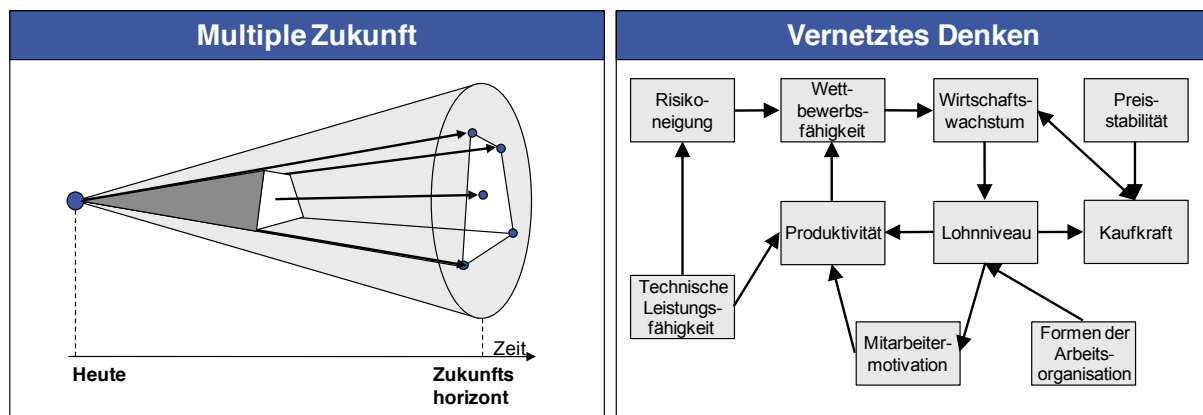 Multiple Zukunft
Zeit
Heute
Zukunfts
horizont
Vernetztes Denken
Risiko-
neigung
Wett-
bewerbs-
fähigkeit
Wirtschafts-
wachstum
Preis-
stabilität
Produktivität
Lohnniveau
Kaufkraft
Technische
Leistungs-
fähigkeit
Mitarbeiter-
motivation
Formen der
Arbeits-
organisation